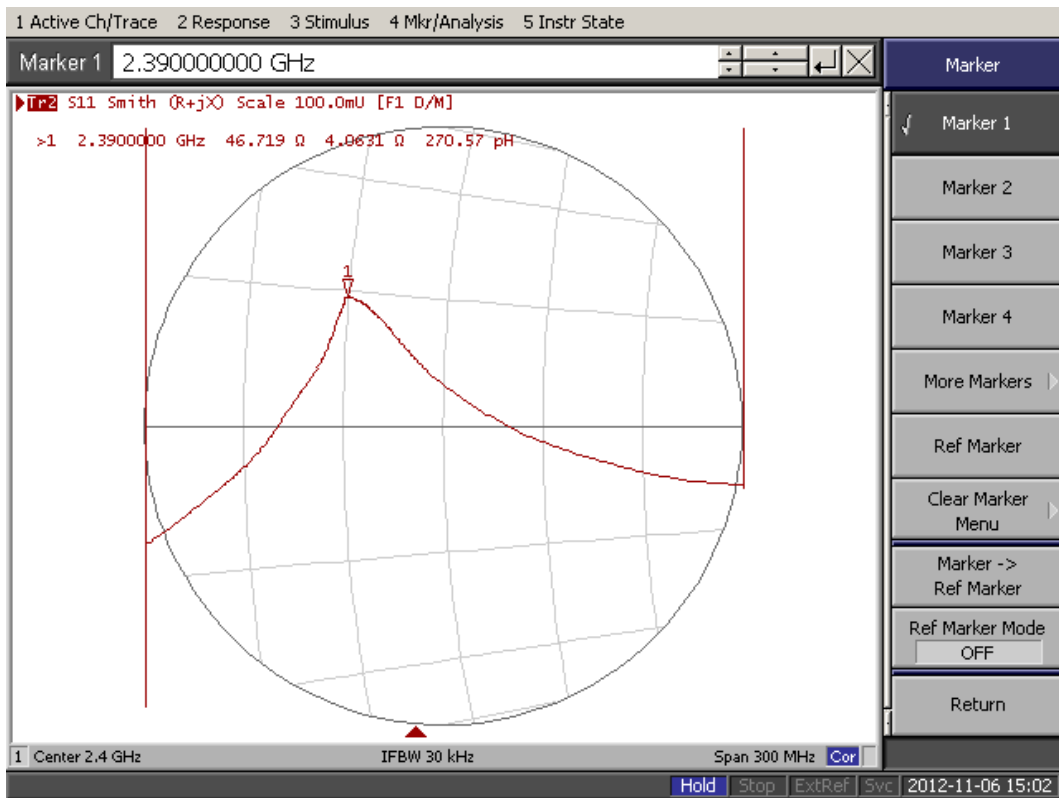 1 Active Ch/Trace 2 Response 3 Stimulus 4 Mkr/Analysis 5 Instr State
Marker 1 2.390000000 GHz
Marker
Tr2 S11 Smith (R+jX) Scale 100.0mU [F1 D/M]
>1 2.3900000 GHz 46.719 Ω 4.0631 Ω 270.57 pH
1
√ Marker 1
Marker 2
Marker 3
Marker 4
More Markers
Ref Marker
Clear Marker
Menu
Marker ->
Ref Marker
Ref Marker Mode
OFF
Return
1 Center 2.4 GHz IFBW 30 kHz Span 300 MHz Cor
Hold Stop ExtRef Svc 2012-11-06 15:02